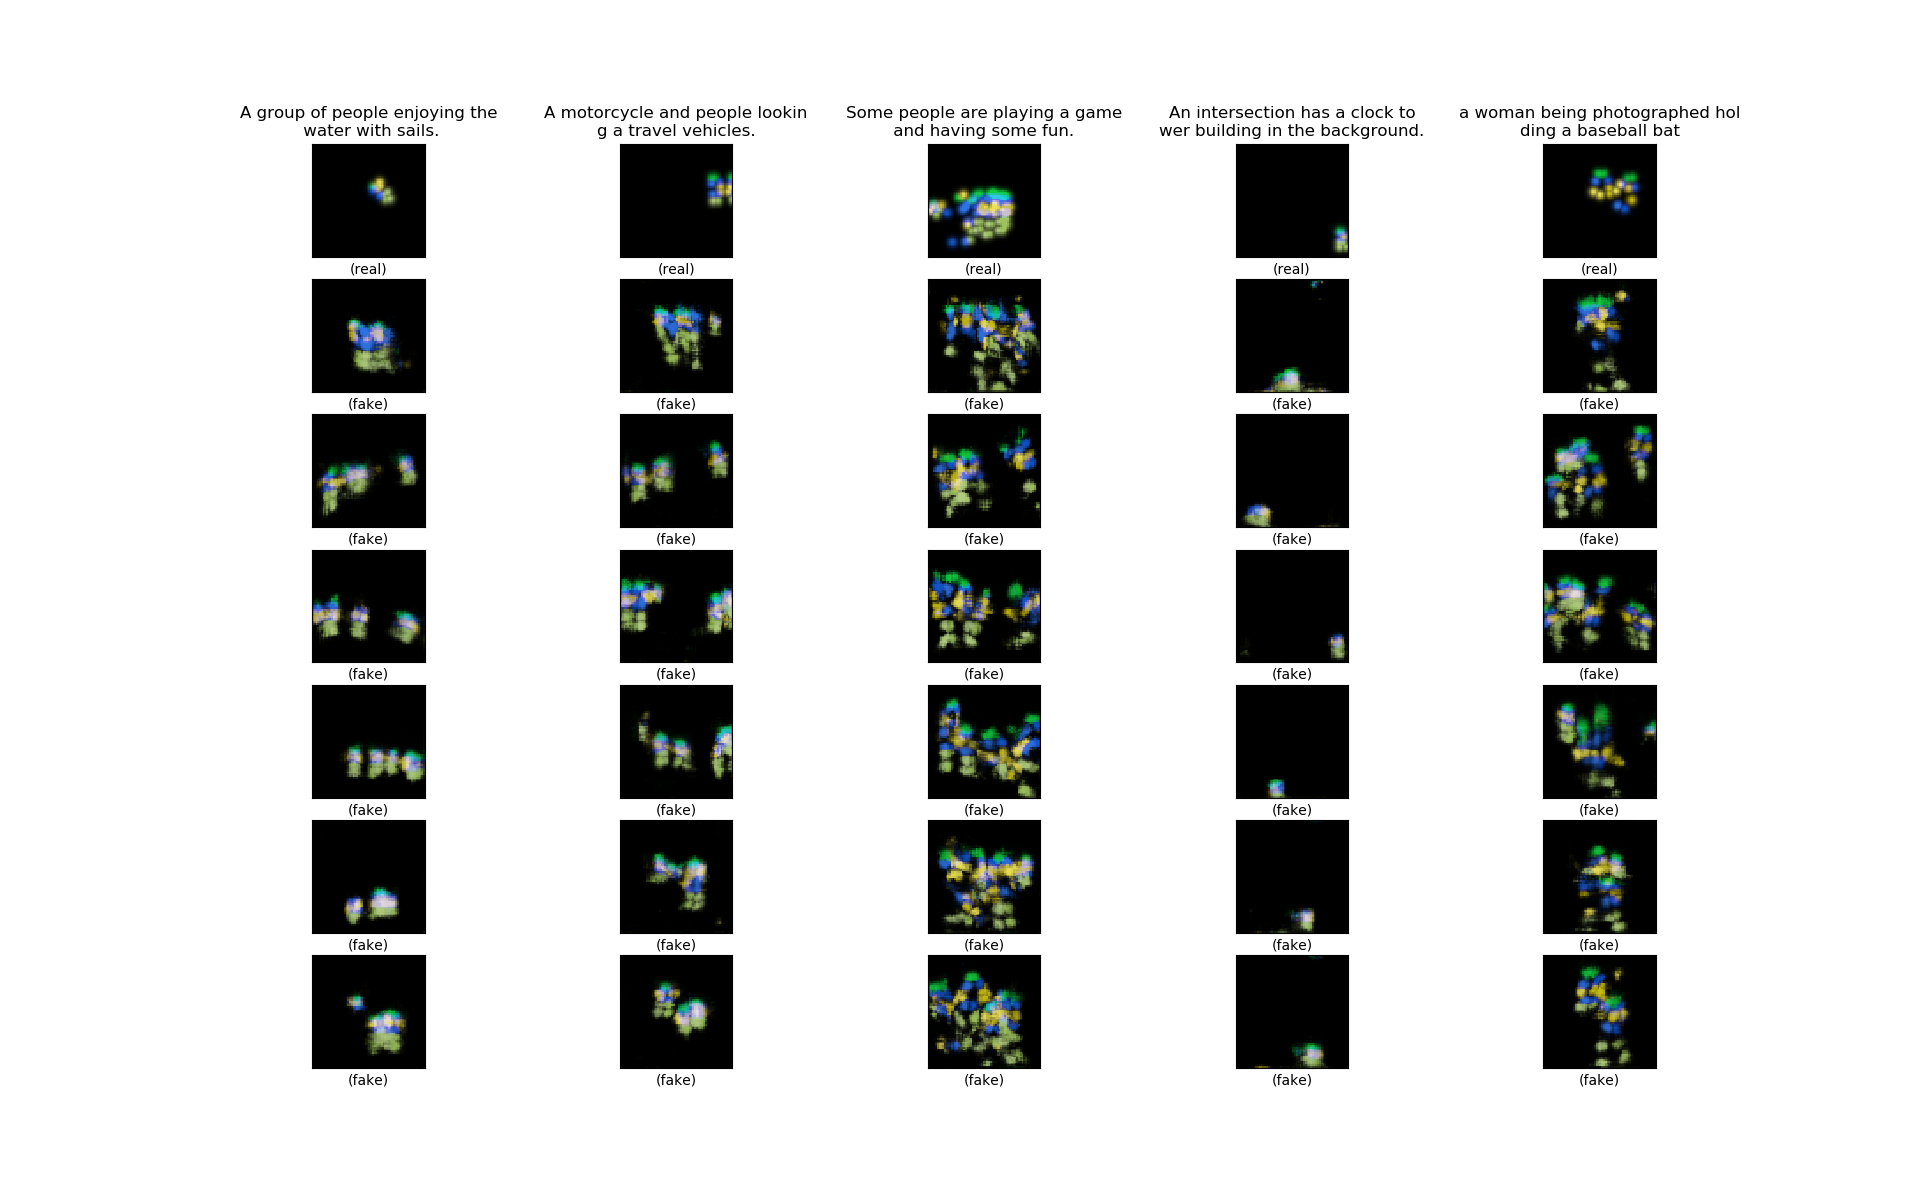 A group of people enjoying the
water with sails.
A motorcycle and people lookin
g a travel vehicles.
Some people are playing a game
and having some fun.
An intersection has a clock to
wer building in the background.
a woman being photographed hol
ding a baseball bat
(real) (real) (real) (real) (real)
(fake) (fake) (fake) (fake) (fake)
(fake) (fake) (fake) (fake) (fake)
(fake) (fake) (fake) (fake) (fake)
(fake) (fake) (fake) (fake) (fake)
(fake) (fake) (fake) (fake) (fake)
(fake) (fake) (fake) (fake) (fake)